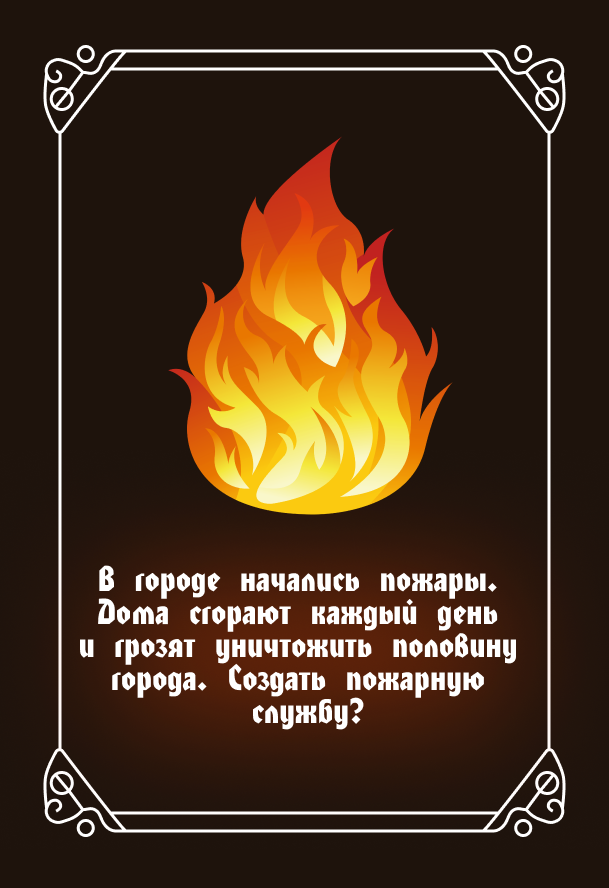 В городе начались пожары.
Дома сгорают каждый день
и грозят уничтожить половину
города. Создать пожарную
службу?